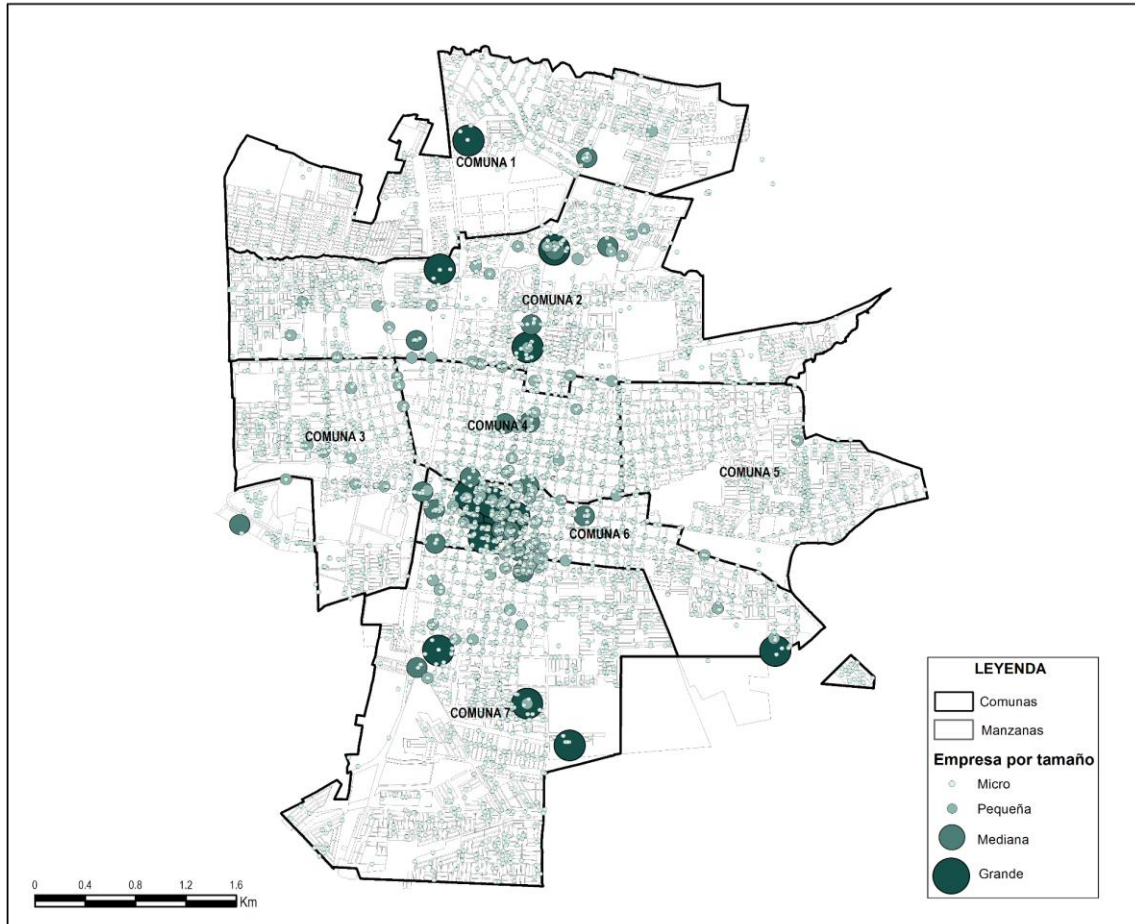 COMUNA 1
COMUNA 2
COMUNA 4
COMUNA 3
COMUNA 5
COMUNA 6
COMUNA 7
LEYENDA
Comunas
Manzanas
Empresa por tamaño
Micro
Pequeña
Mediana
Grande
0 0.4 0.8 1.2 1.6
Km